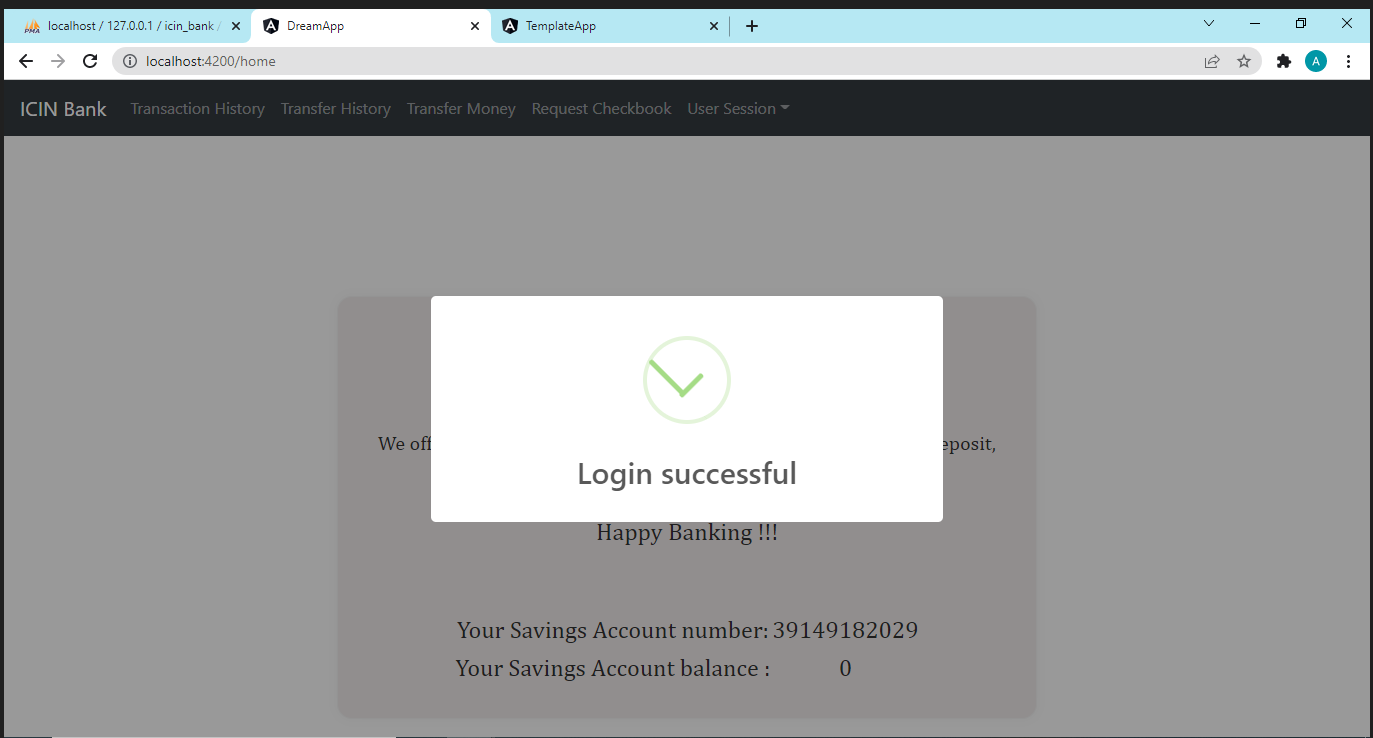 localhost / 127.0.0.1 / icin_bank /
DreamApp
TemplateApp
localhost:4200/home
A
ICIN Bank Transaction History Transfer History Transfer Money Request Checkbook User Session
Login successful
We off eposit,
Happy Banking !!!
Your Savings Account number: 39149182029
Your Savings Account balance : 0